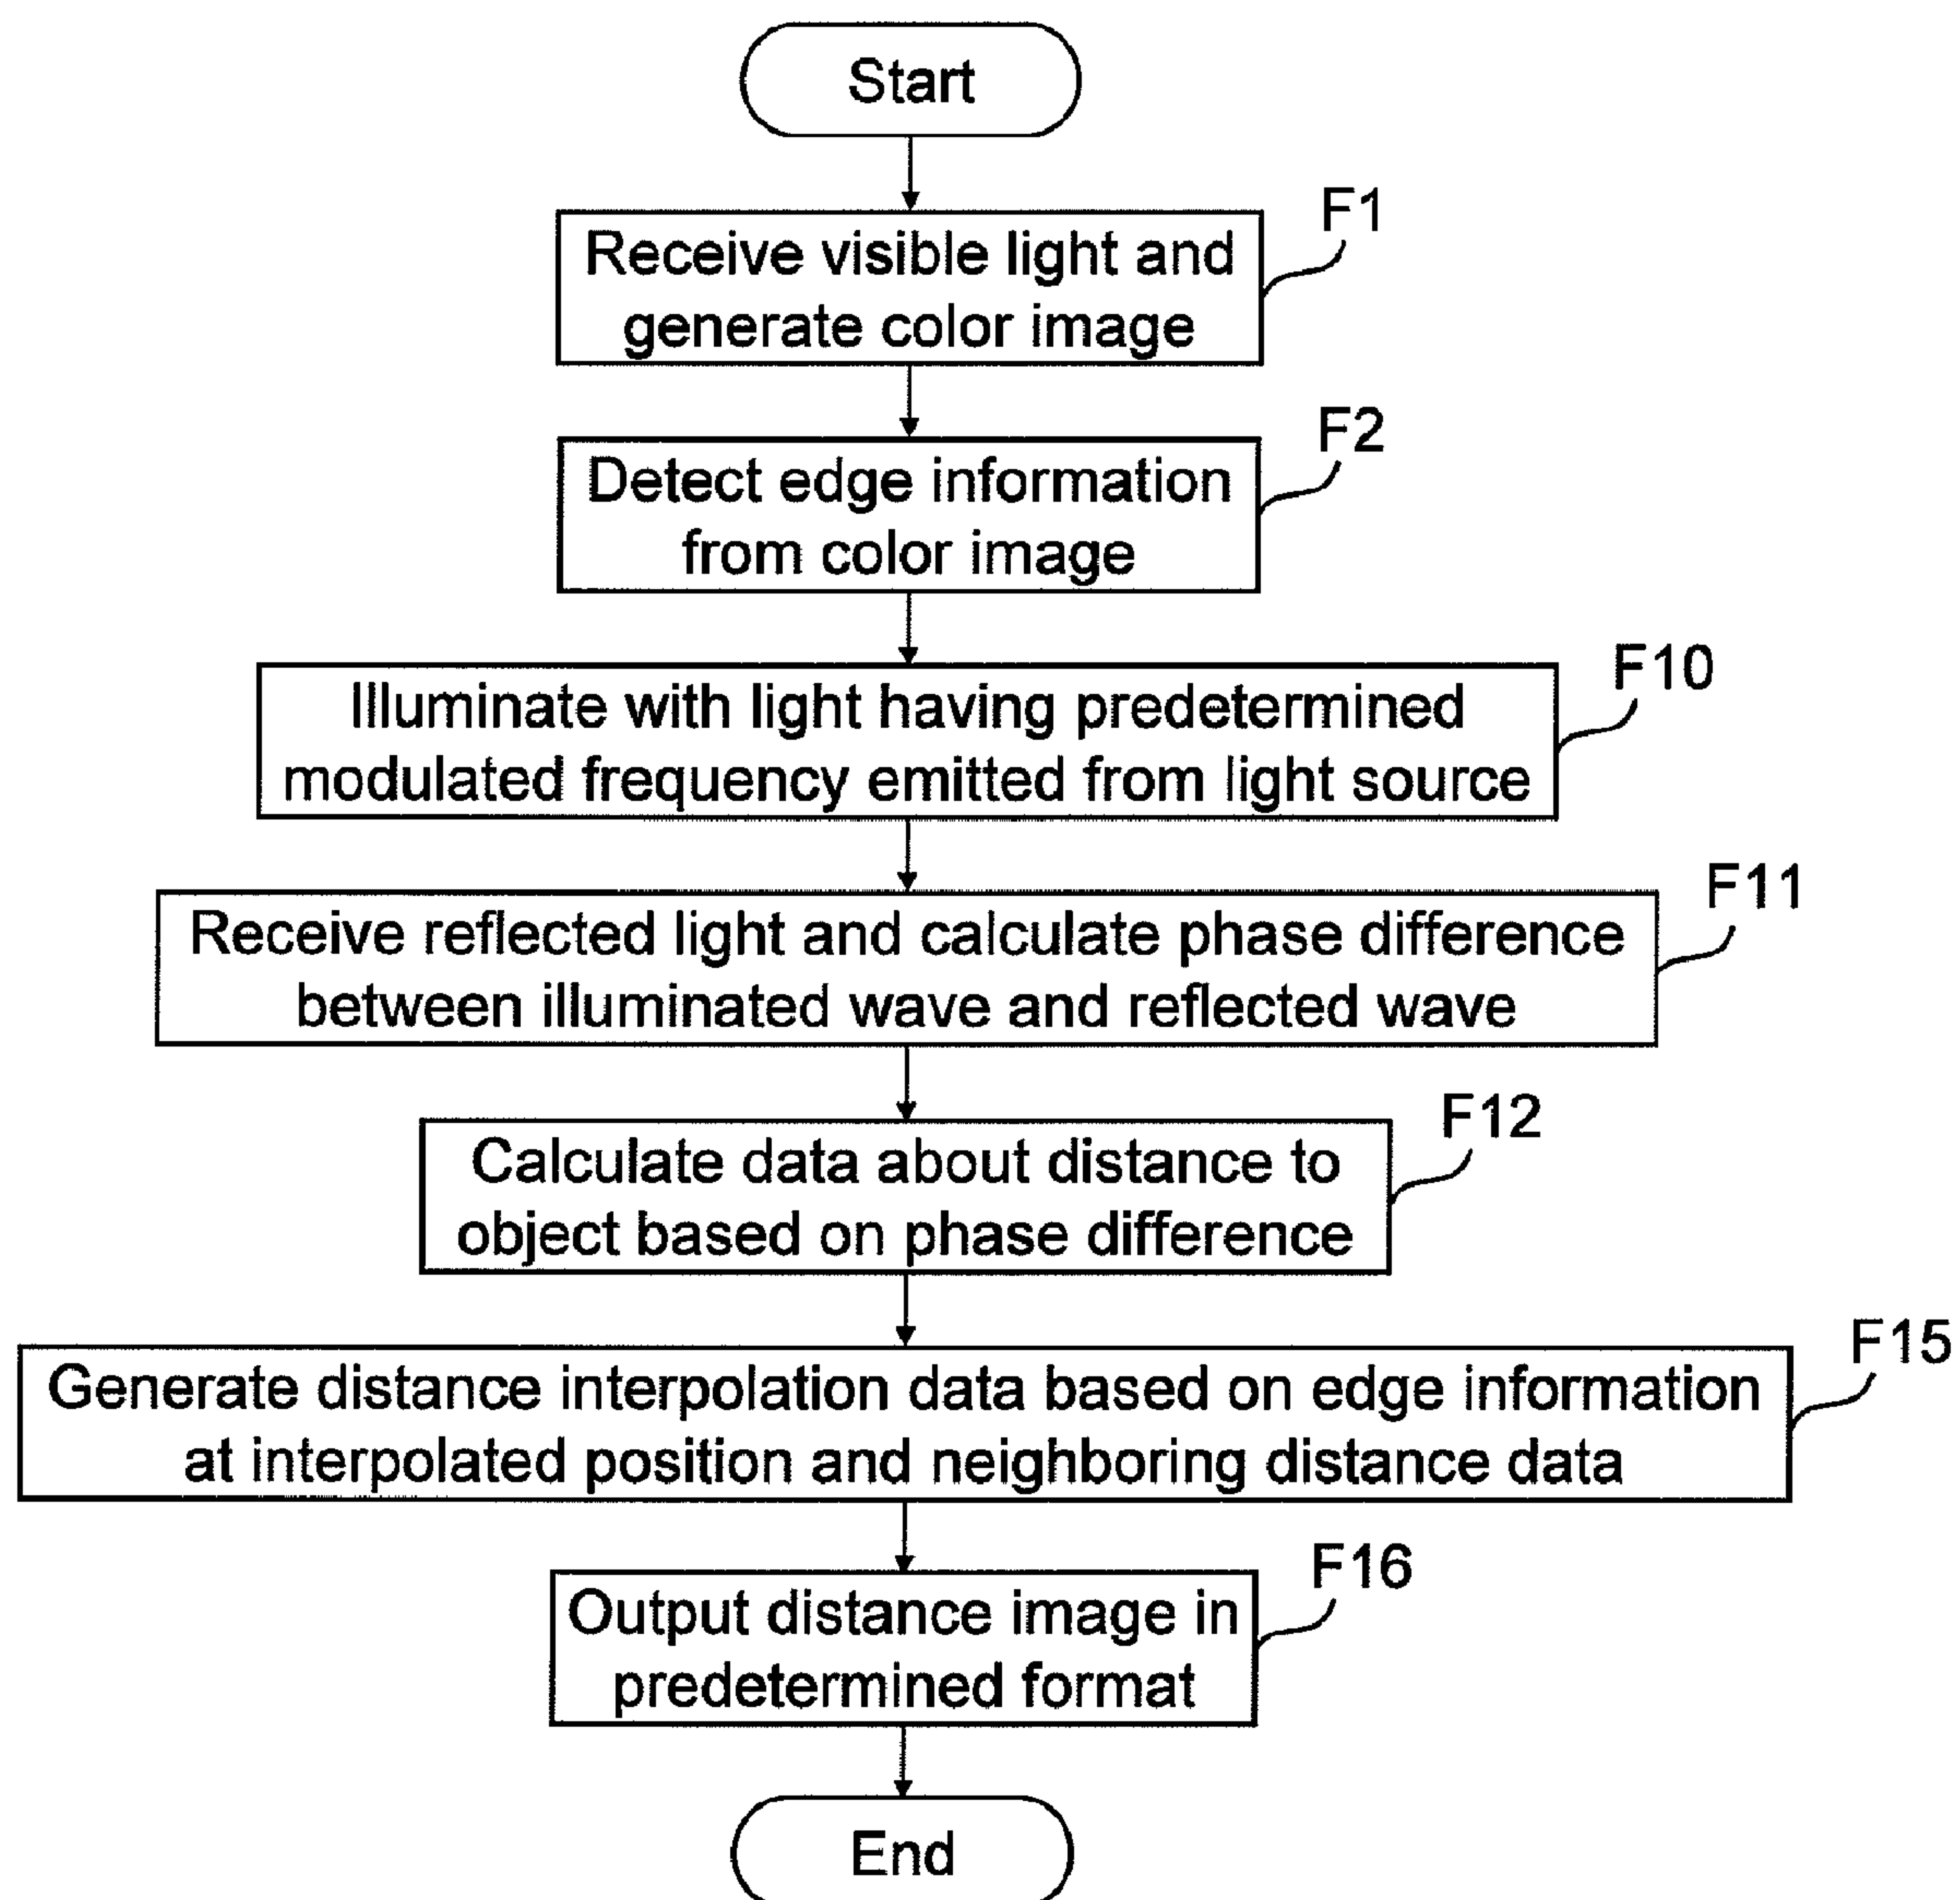 Start
F1
Receive visible light and
generate color image
F2
Detect edge information
from color image
F10
Illuminate with light having predetermined
modulated frequency emitted from light source
F11
Receive reflected light and calculate phase difference
between illuminated wave and reflected wave
F12
Calculate data about distance to
object based on phase difference
F15
Generate distance interpolation data based on edge information
at interpolated position and neighboring distance data
F16
Output distance image in
predetermined format
End